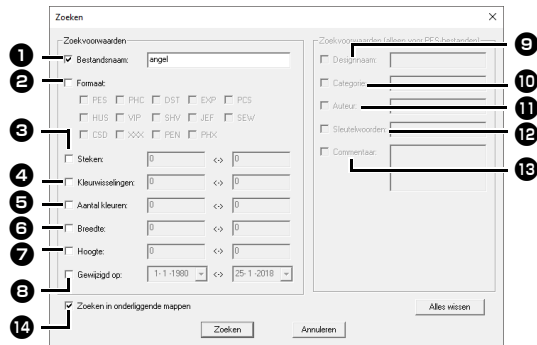 Zoeken
Zoekvoorwaarden
Bestandsnaam: angel
Formaat:
PES PHC DST EXP PCS
HUS VIP SHV JEF SEW
CSD XXX PEN PHX
Steken: 0 <-> 0
Kleurwisselingen: 0 <-> 0
Aantal kleuren: 0 <-> 0
Breedte: 0 <-> 0
Hoogte: 0 <-> 0
Gewijzigd op: 1- 1 -1980 <-> 25- 1 -2018
Zoeken in onderliggende mappen
Zoekvoorwaarden (alleen voor PES-bestanden)
Designnaam:
Categorie:
Auteur:
Sleutelwoorden:
Commentaar:
Alles wissen
Zoeken Annuleren
1
2
3
4
5
6
7
8
14
9
10
11
12
13